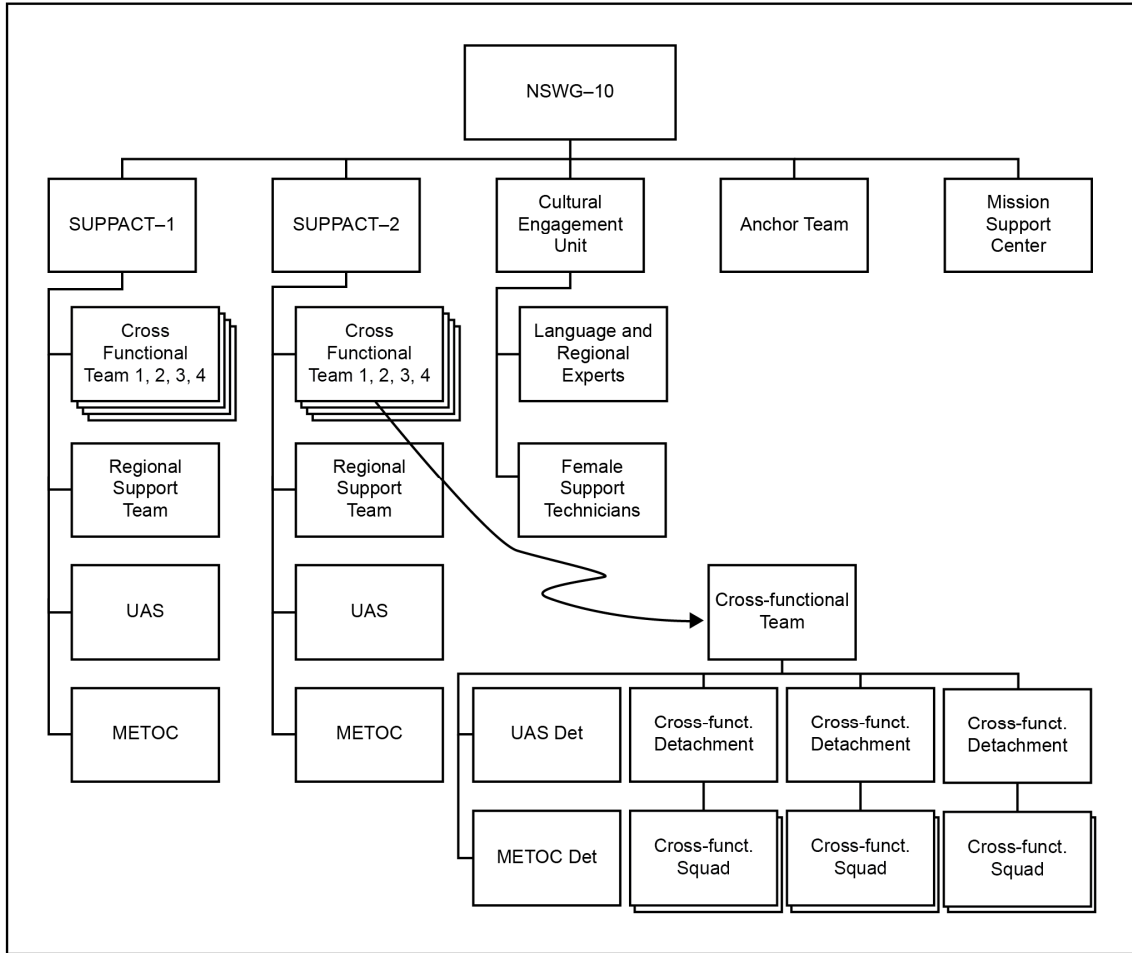 NSWG–10
SUPPACT–1
SUPPACT–2
Cultural
Engagement
Unit
Anchor Team
Mission
Support
Center
Cross
Functional
Team 1, 2, 3, 4
Cross
Functional
Team 1, 2, 3, 4
Language and
Regional
Experts
Regional
Support
Team
Regional
Support
Team
Female
Support
Technicians
UAS
UAS
Cross-functional
Team
METOC
METOC
UAS Det
Cross-funct.
Detachment
Cross-funct.
Detachment
Cross-funct.
Detachment
METOC Det
Cross-funct.
Squad
Cross-funct.
Squad
Cross-funct.
Squad